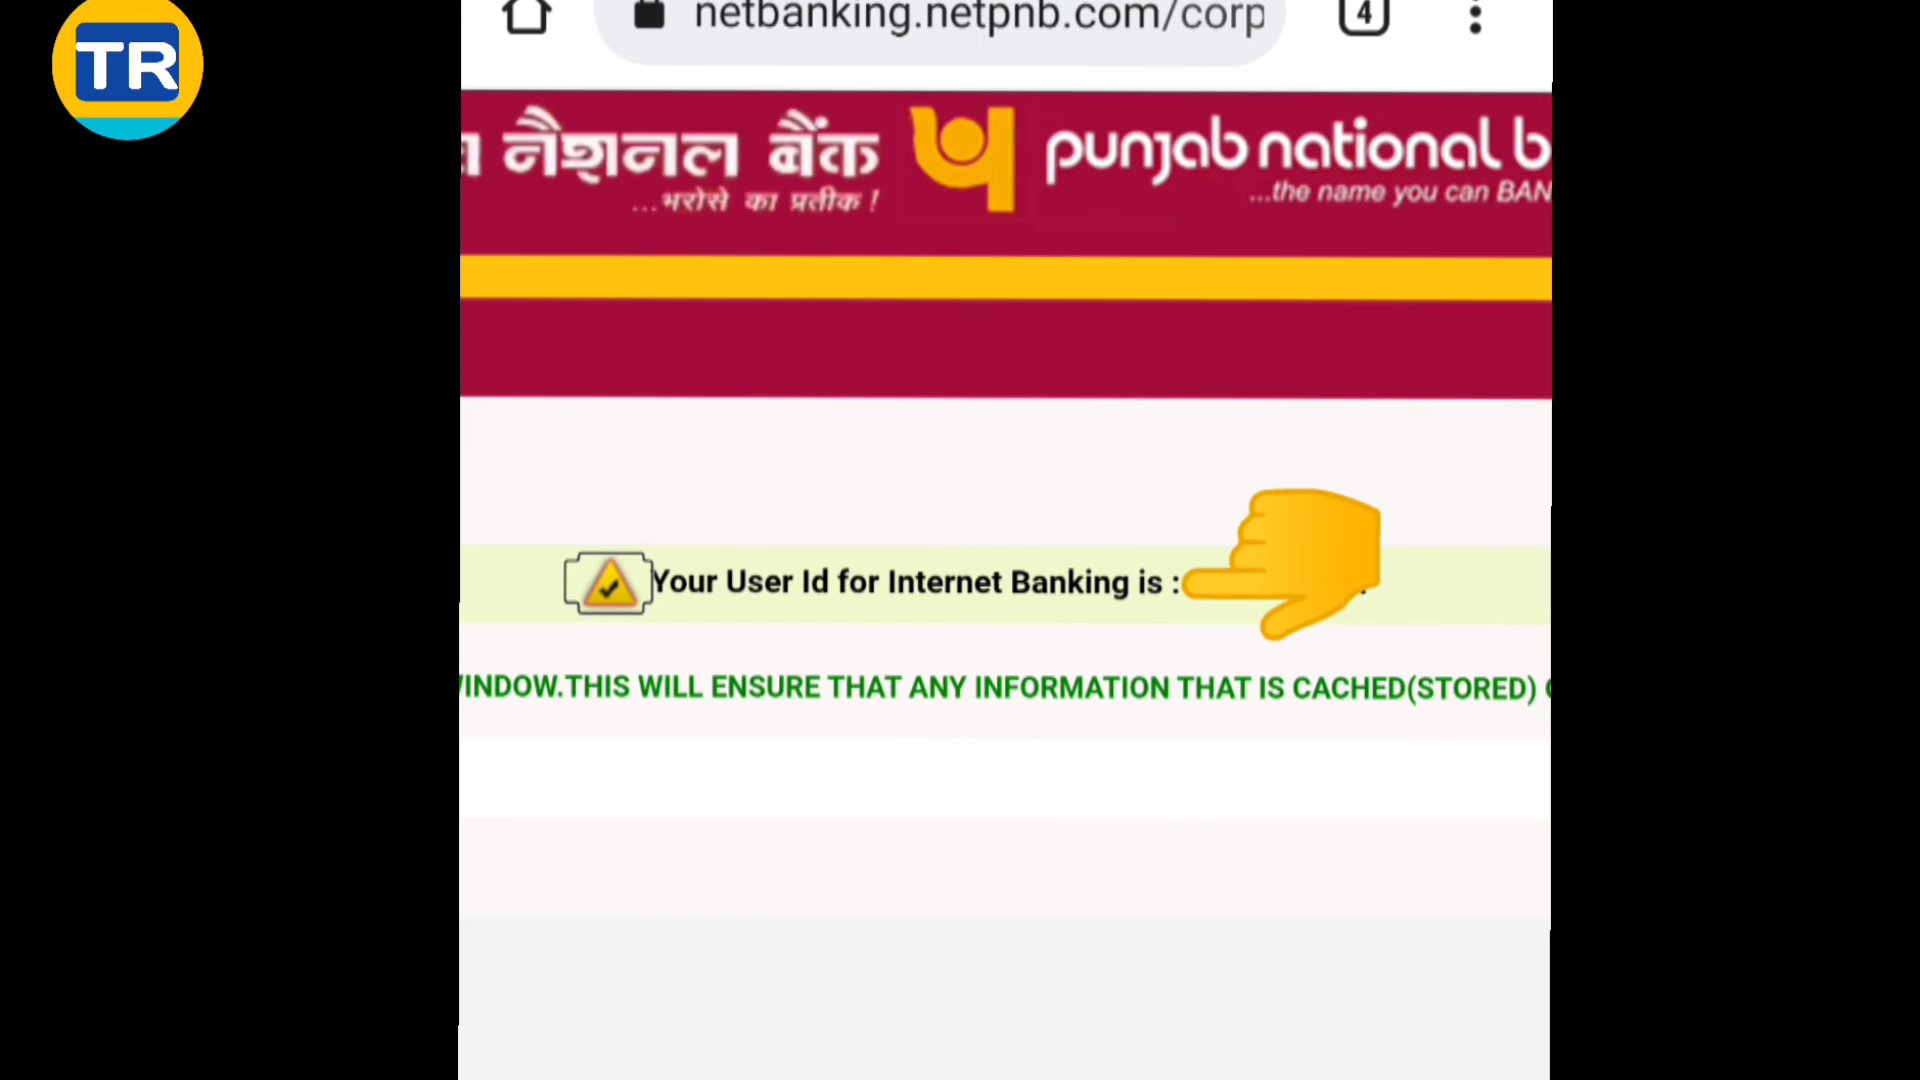 TR
netbanking.netpnb.com/corp
4
नैशनल बैंक
...भरोसे का प्रतीक !
punjab national b
...the name you can BAN
Your User Id for Internet Banking is :
INDOW.THIS WILL ENSURE THAT ANY INFORMATION THAT IS CACHED(STORED)